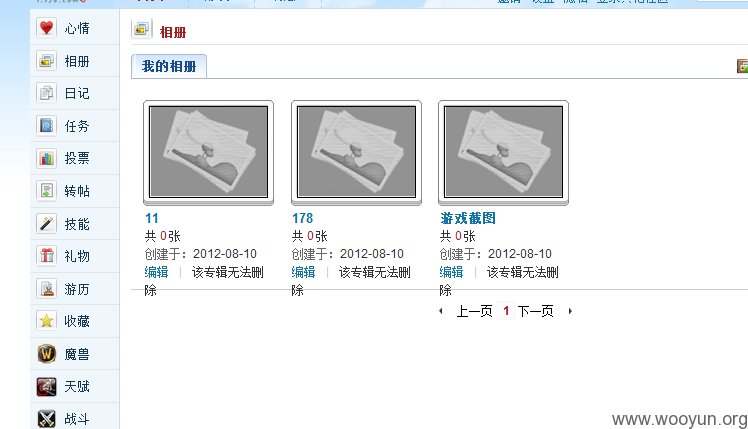 心情
相册
日记
任务
投票
转帖
技能
礼物
游历
收藏
魔兽
天赋
战斗
相册
我的相册
11
共 0张
创建于：2012-08-10
编辑 | 该专辑无法删
除
178
共 0张
创建于：2012-08-10
编辑 | 该专辑无法删
除
游戏截图
共 0张
创建于：2012-08-10
编辑 | 该专辑无法删
除
上一页 1 下一页
www.wooyun.org